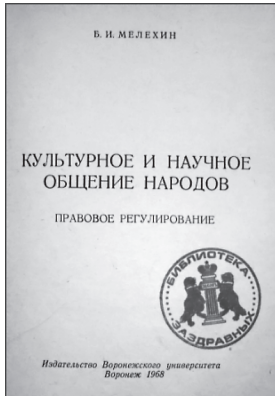 Б. И. МЕЛЕХИН
КУЛЬТУРНОЕ И НАУЧНОЕ
ОБЩЕНИЕ НАРОДОВ
ПРАВОВОЕ РЕГУЛИРОВАНИЕ
БИБЛИОТЕКА
ЗАЗДРАВНЫХ
Издательство Воронежского университета
Воронеж 1968